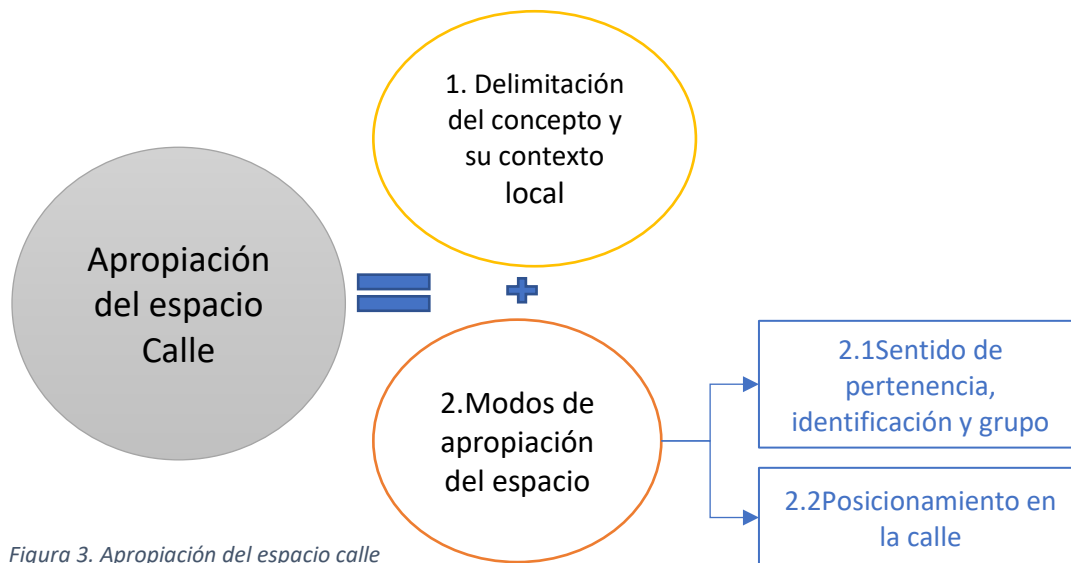 1. Delimitación
del concepto y
su contexto
local
Apropiación
del espacio
Calle
2.Modos de
apropiación
del espacio
2.1Sentido de
pertenencia,
identificación y grupo
2.2Posicionamiento en
la calle
Figura 3. Apropiación del espacio calle